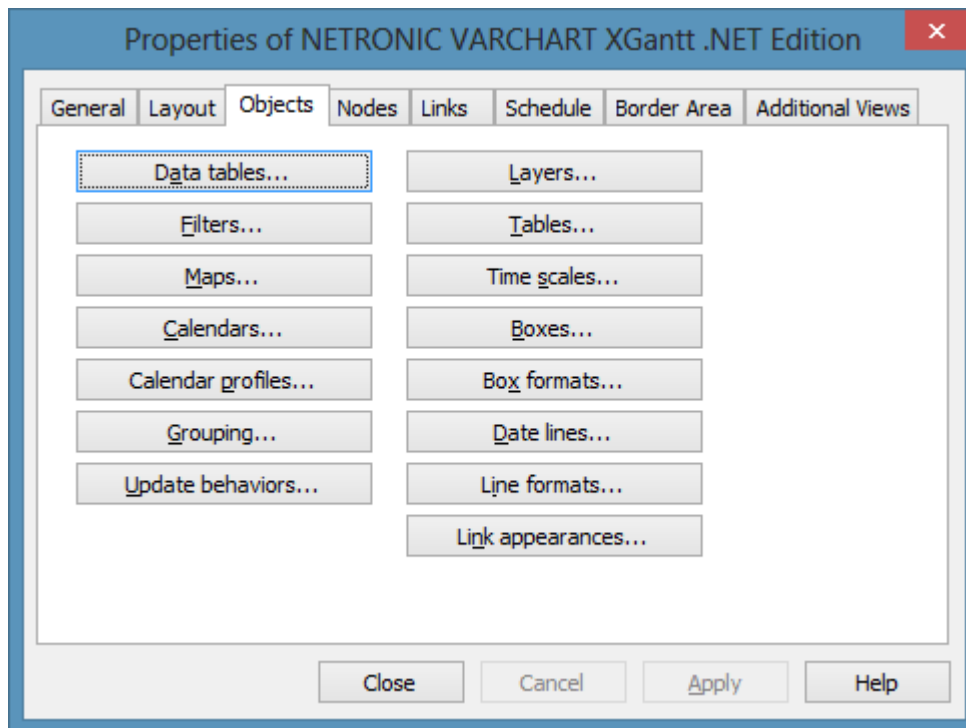 Properties of NETRONIC VARCHART XGantt .NET Edition
General Layout Objects Nodes Links Schedule Border Area Additional Views
Data tables... Layers...
Filters... Tables...
Maps... Time scales...
Calendars... Boxes...
Calendar profiles... Box formats...
Grouping... Date lines...
Update behaviors... Line formats...
Link appearances...
Close Cancel Apply Help